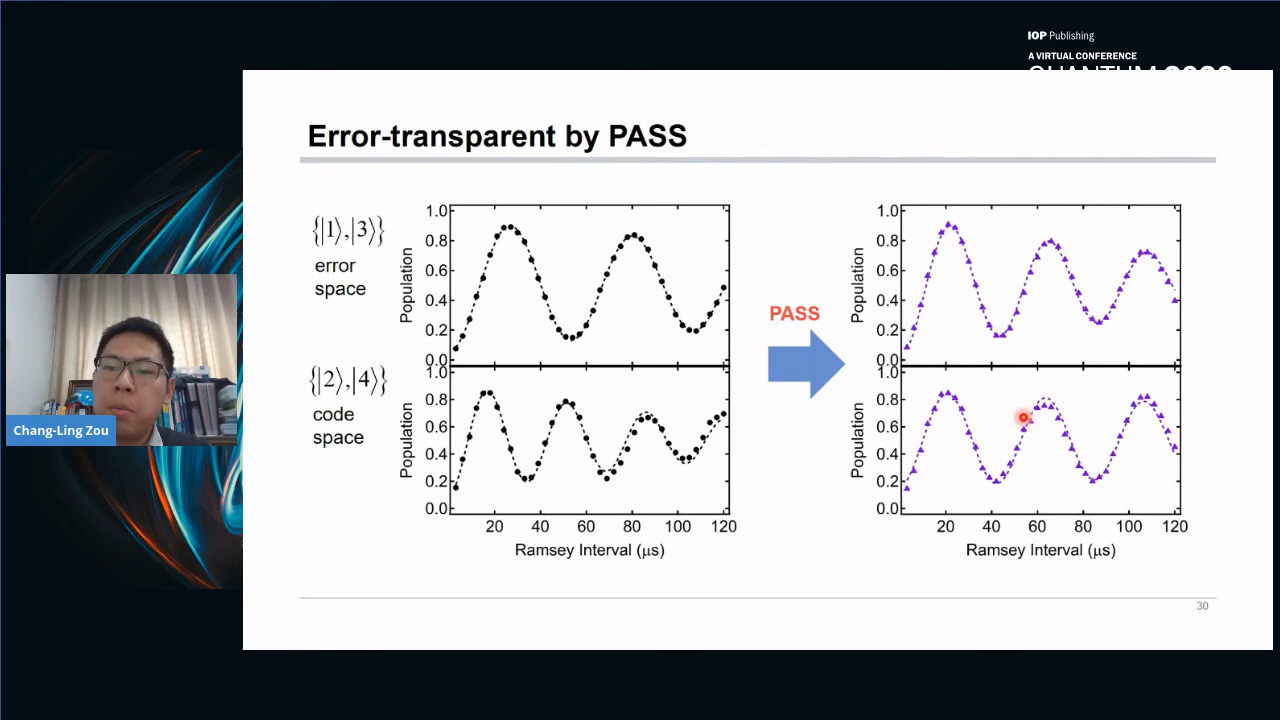 IOP Publishing
A VIRTUAL CONFERENCE
Error-transparent by PASS
{|1⟩,|3⟩}
error
space
{|2⟩,|4⟩}
code
space
Population
1.0
0.8
0.6
0.4
0.2
0.0
Population
1.0
0.8
0.6
0.4
0.2
0.0
20 40 60 80 100 120
Ramsey Interval (μs)
PASS
Population
1.0
0.8
0.6
0.4
0.2
0.0
Population
1.0
0.8
0.6
0.4
0.2
0.0
20 40 60 80 100 120
Ramsey Interval (μs)
30
Chang-Ling Zou